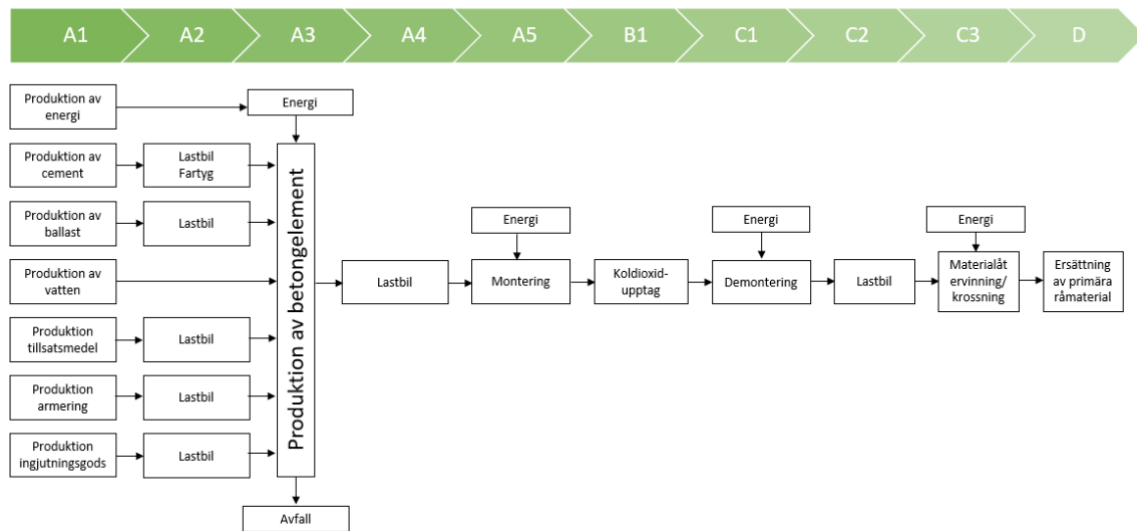 A1
A2
A3
A4
A5
B1
C1
C2
C3
D
Produktion av
energi
Energi
Produktion av
cement
Lastbil
Fartyg
Produktion av
ballast
Lastbil
Produktion av
vatten
Produktion
tillsatsmedel
Lastbil
Produktion
armering
Lastbil
Produktion
ingjutningsgods
Lastbil
Produktion av betongelement
Avfall
Lastbil
Energi
Montering
Koldioxid-
upptag
Energi
Demontering
Lastbil
Energi
Materialåt
ervinning/
krossning
Ersättning
av primära
råmaterial